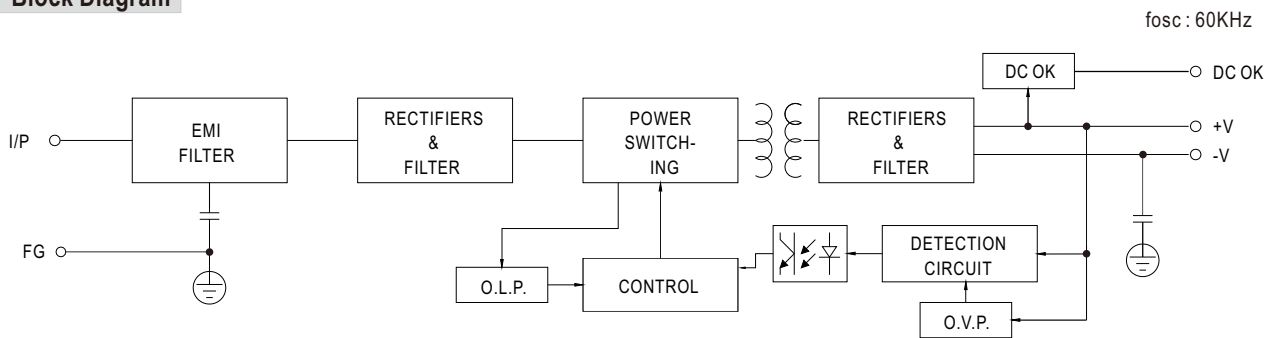 Block Diagram
fosc : 60KHz
DC OK
DC OK
I/P
EMI
FILTER
RECTIFIERS
&
FILTER
POWER
SWITCH-
ING
RECTIFIERS
&
FILTER
+V
-V
FG
O.L.P.
CONTROL
DETECTION
CIRCUIT
O.V.P.